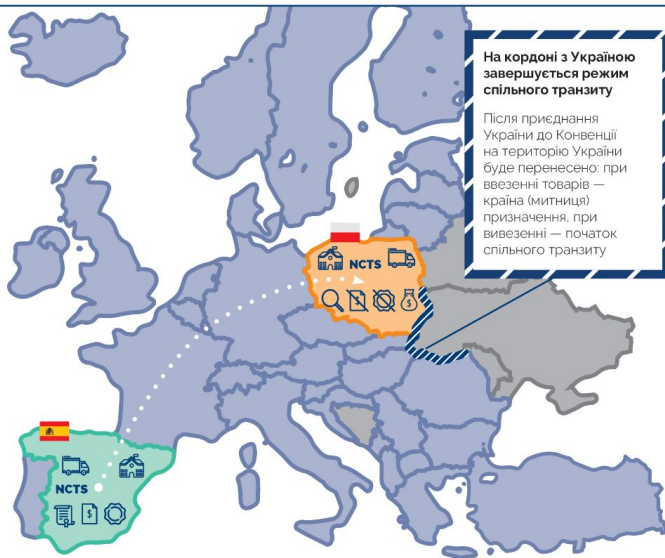 На кордоні з Україною
завершується режим
спільного транзиту
Після приєднання
України до Конвенції
на територію України
буде перенесено: при
ввезенні товарів —
країна (митниця)
призначення, при
вивезенні — початок
спільного транзиту
NCTS
$
NCTS
$